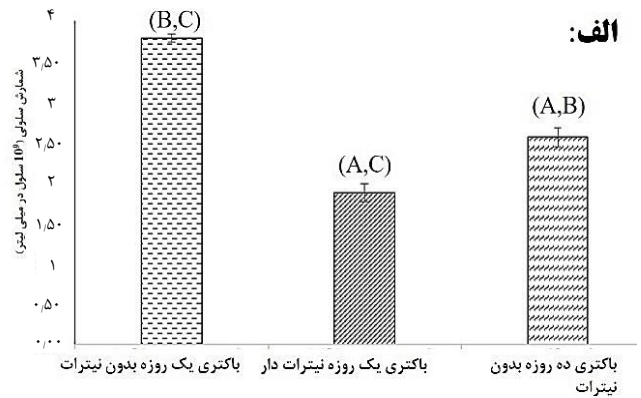 الف:
شمارش سلولی (10⁹ سلول در میلی لیتر)
۴
۳٫۵۰
۳
۲٫۵۰
۲
۱٫۵۰
۱
۰٫۵۰
۰٫۰۰
(B,C)
(A,C)
(A,B)
باکتری یک روزه بدون نیترات
باکتری یک روزه نیترات دار
باکتری ده روزه بدون
نیترات